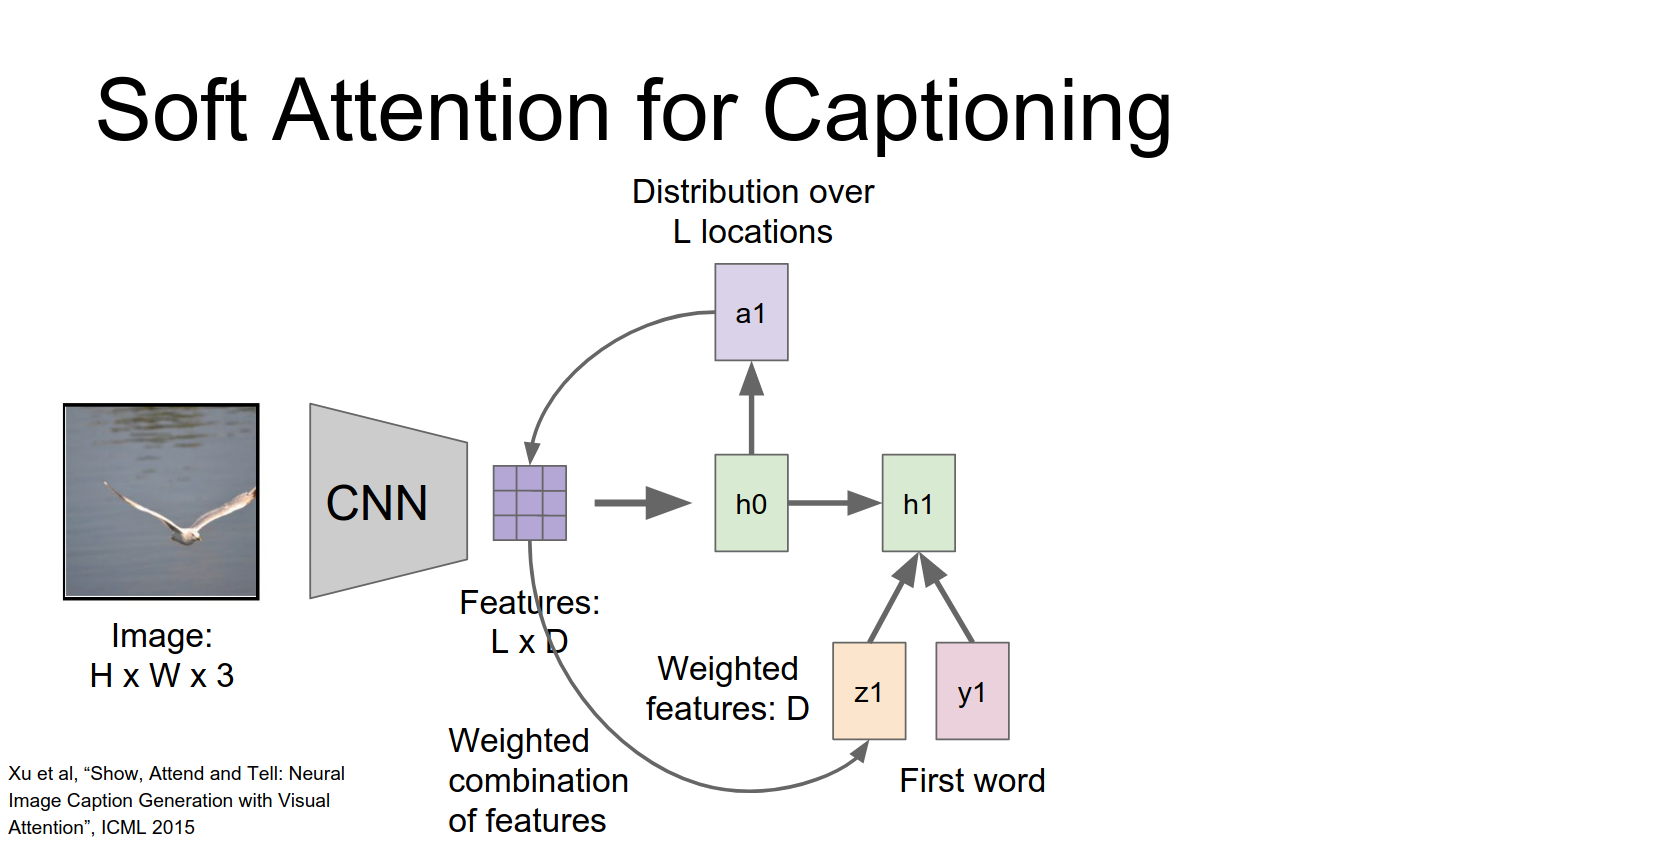 Soft Attention for Captioning
Distribution over
L locations
a1
CNN
h0
h1
Features:
L x D
Image:
H x W x 3
Weighted
features: D
z1
y1
Weighted
combination
of features
First word
Xu et al, “Show, Attend and Tell: Neural
Image Caption Generation with Visual
Attention”, ICML 2015